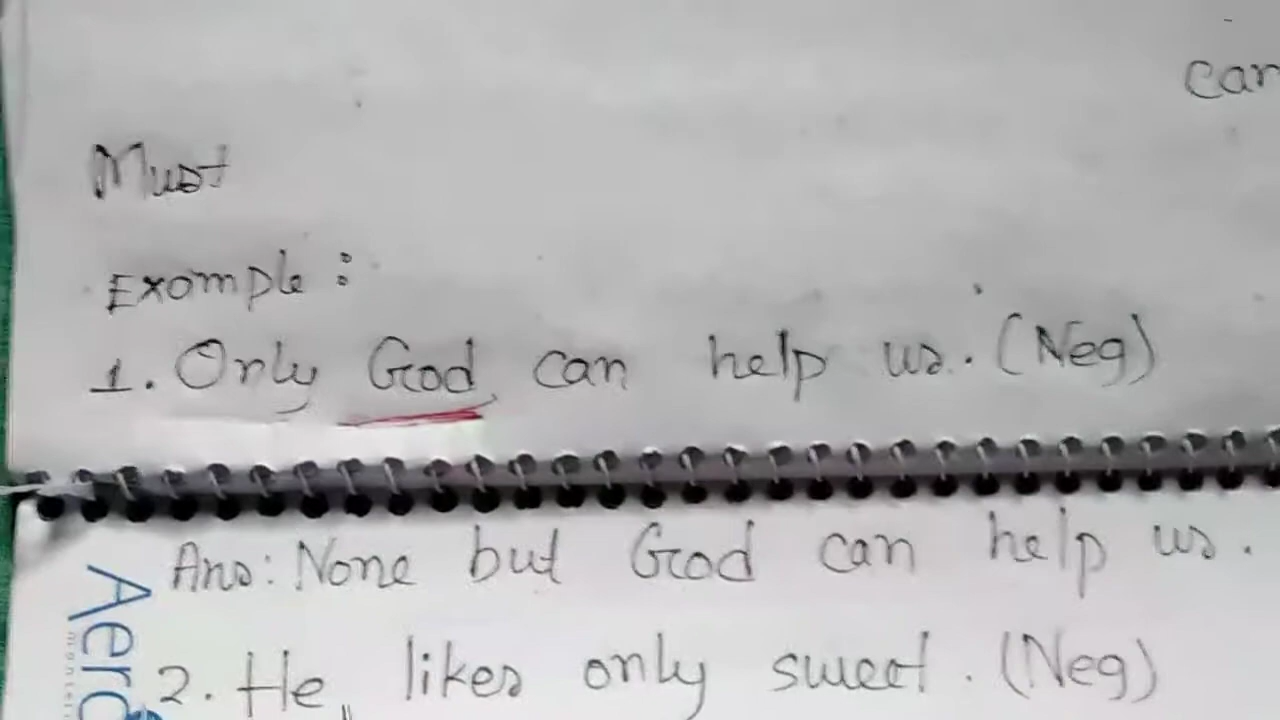 Can
Must
Example:
1. Only God can help us. (Neg)
Ans: None but God can help us.
2. He likes only sweet. (Neg)
Aero